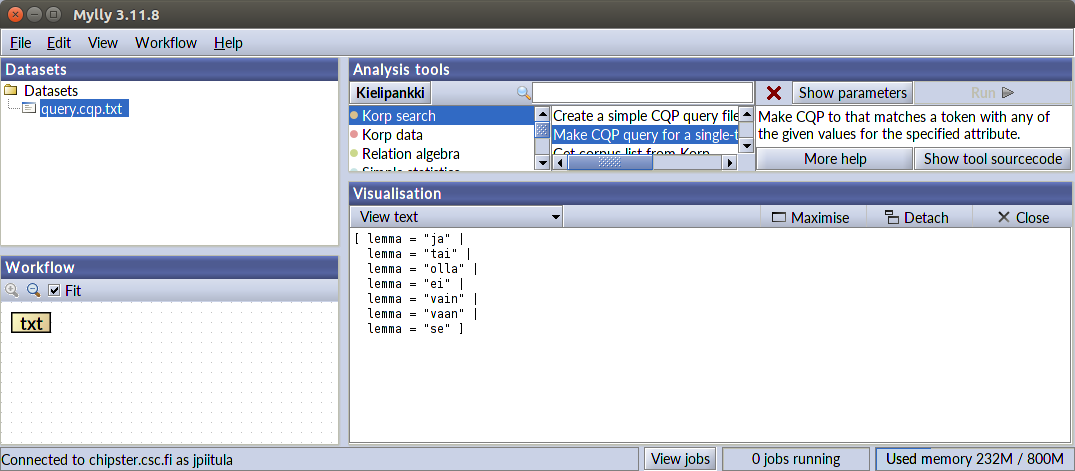 Mylly 3.11.8
File Edit View Workflow Help
Datasets
Datasets
query.cqp.txt
Workflow
Fit
txt
Analysis tools
Kielipankki
Show parameters
Run
Korp search
Korp data
Relation algebra
Simple statistics
Create a simple CQP query file
Make CQP query for a single-t
Get corpus list from Korp
Make CQP to that matches a token with any of
the given values for the specified attribute.
More help
Show tool sourcecode
Visualisation
View text
Maximise
Detach
Close
[ lemma = "ja" |
lemma = "tai" |
lemma = "olla" |
lemma = "ei" |
lemma = "vain" |
lemma = "vaan" |
lemma = "se" ]
Connected to chipster.csc.fi as jpiitula
View jobs
0 jobs running
Used memory 232M / 800M